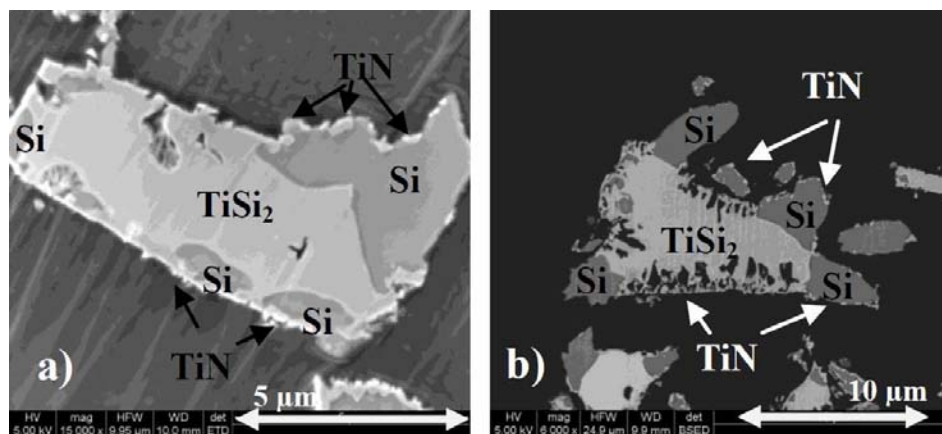 TiN
Si
Si
TiSi₂
Si
Si
TiN
a)
5 µm
HV mag HFW WD det
5.00 kV 15 000 x 9.95 µm 10.0 mm ETD
TiN
Si
Si
TiSi₂
Si
Si
TiN
b)
10 µm
HV mag HFW WD det
5.00 kV 6 000 x 24.9 µm 9.9 mm BSED